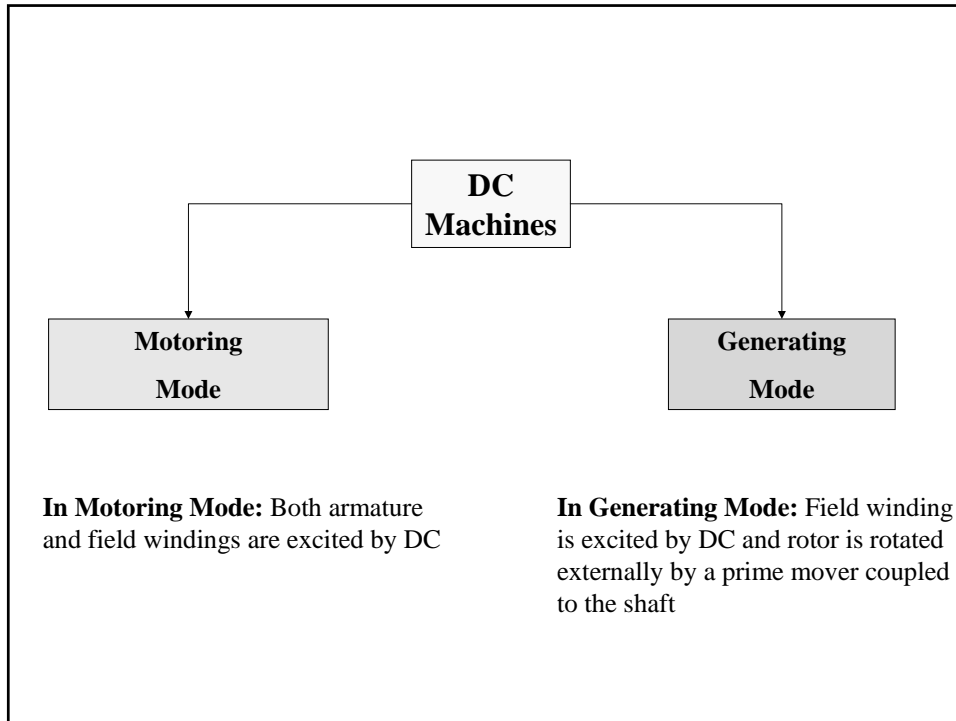 DC
Machines
Motoring
Mode
Generating
Mode
In Motoring Mode: Both armature
and field windings are excited by DC
In Generating Mode: Field winding
is excited by DC and rotor is rotated
externally by a prime mover coupled
to the shaft